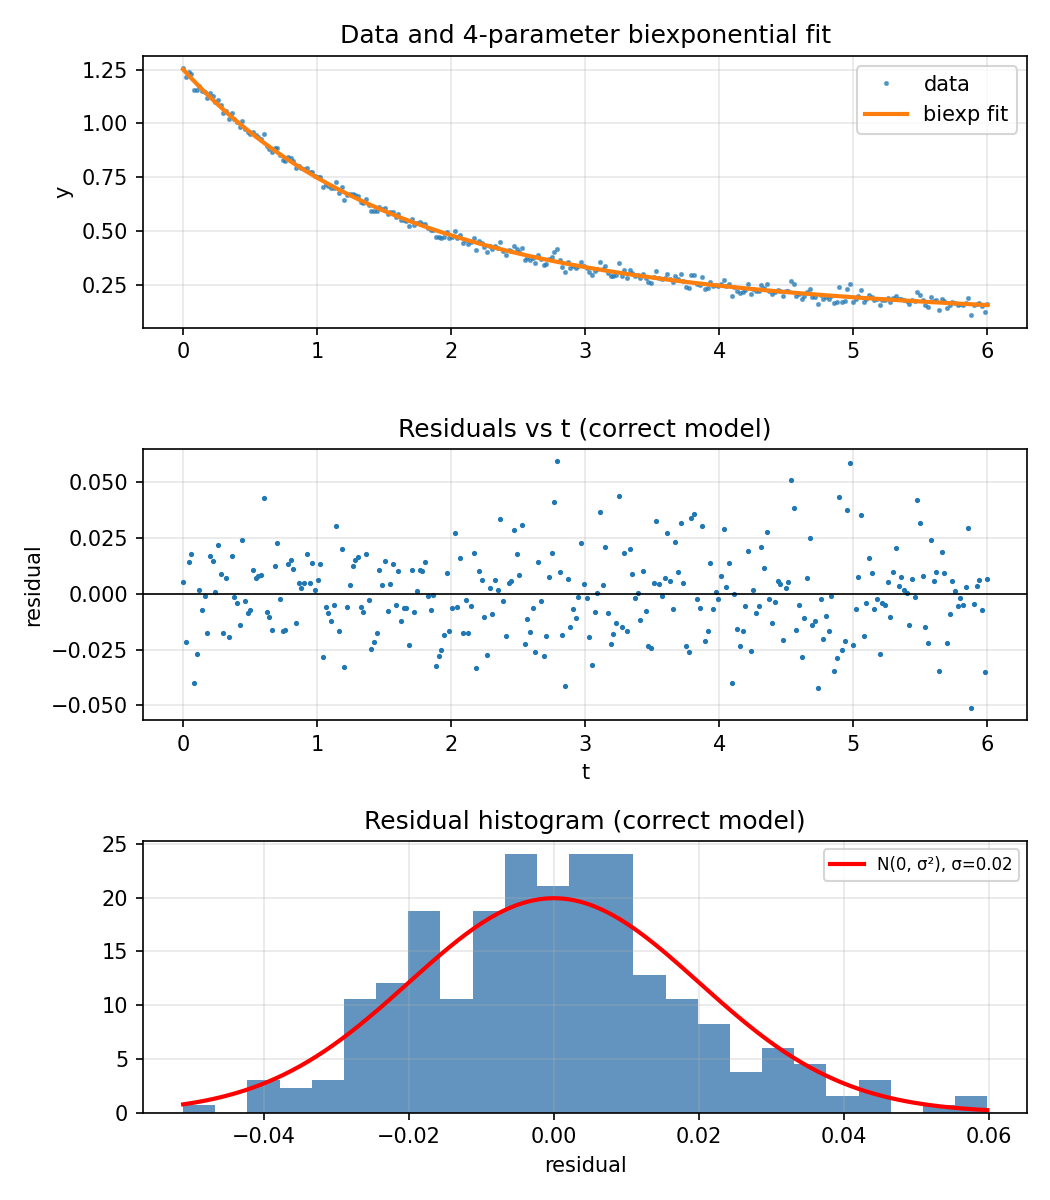 Data and 4-parameter biexponential fit
1.25
1.00
0.75
0.50
0.25
y
data
biexp fit
0 1 2 3 4 5 6
Residuals vs t (correct model)
0.050
0.025
0.000
−0.025
−0.050
residual
0 1 2 3 4 5 6
t
Residual histogram (correct model)
25
20
15
10
5
0
N(0, σ²), σ=0.02
−0.04 −0.02 0.00 0.02 0.04 0.06
residual